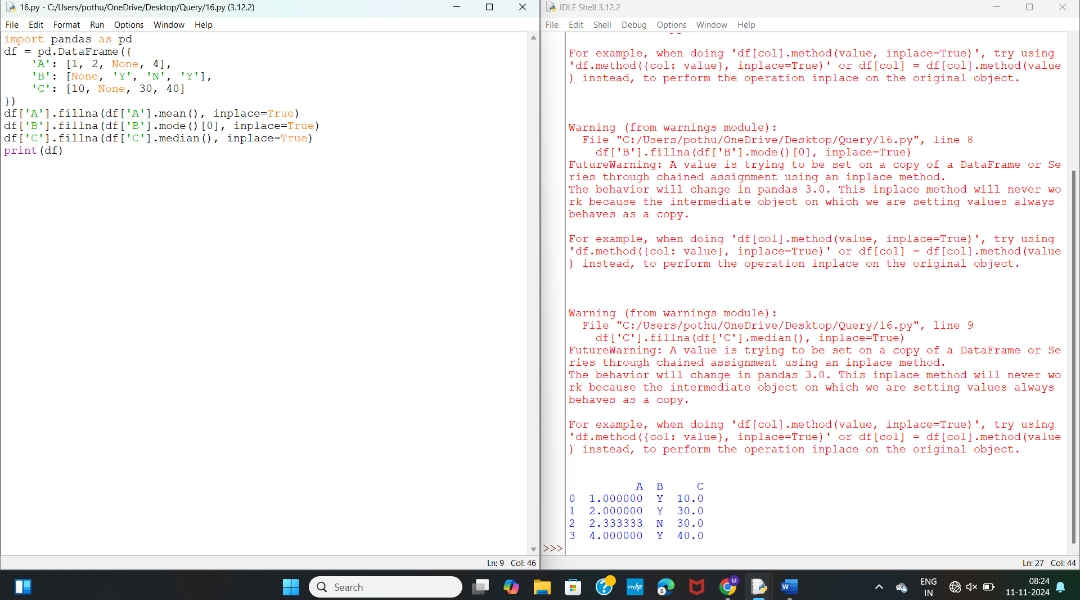 16.py - C:/Users/pothu/OneDrive/Desktop/Query/16.py (3.12.2)
File Edit Format Run Options Window Help
import pandas as pd
df = pd.DataFrame({
    'A': [1, 2, None, 4],
    'B': [None, 'Y', 'N', 'Y'],
    'C': [10, None, 30, 40]
})
df['A'].fillna(df['A'].mean(), inplace=True)
df['B'].fillna(df['B'].mode()[0], inplace=True)
df['C'].fillna(df['C'].median(), inplace=True)
print(df)
Ln: 9 Col: 46
IDLE Shell 3.12.2
File Edit Shell Debug Options Window Help
For example, when doing 'df[col].method(value, inplace=True)', try using
'df.method({col: value}, inplace=True)' or df[col] = df[col].method(value
) instead, to perform the operation inplace on the original object.
Warning (from warnings module):
  File "C:/Users/pothu/OneDrive/Desktop/Query/16.py", line 8
    df['B'].fillna(df['B'].mode()[0], inplace=True)
FutureWarning: A value is trying to be set on a copy of a DataFrame or Se
ries through chained assignment using an inplace method.
The behavior will change in pandas 3.0. This inplace method will never wo
rk because the intermediate object on which we are setting values always
behaves as a copy.
For example, when doing 'df[col].method(value, inplace=True)', try using
'df.method({col: value}, inplace=True)' or df[col] = df[col].method(value
) instead, to perform the operation inplace on the original object.
Warning (from warnings module):
  File "C:/Users/pothu/OneDrive/Desktop/Query/16.py", line 9
    df['C'].fillna(df['C'].median(), inplace=True)
FutureWarning: A value is trying to be set on a copy of a DataFrame or Se
ries through chained assignment using an inplace method.
The behavior will change in pandas 3.0. This inplace method will never wo
rk because the intermediate object on which we are setting values always
behaves as a copy.
For example, when doing 'df[col].method(value, inplace=True)', try using
'df.method({col: value}, inplace=True)' or df[col] = df[col].method(value
) instead, to perform the operation inplace on the original object.
          A  B     C
0  1.000000  Y  10.0
1  2.000000  Y  30.0
2  2.333333  N  30.0
3  4.000000  Y  40.0
>>>
Ln: 27 Col: 44
Search
ENG
IN
08:24
11-11-2024